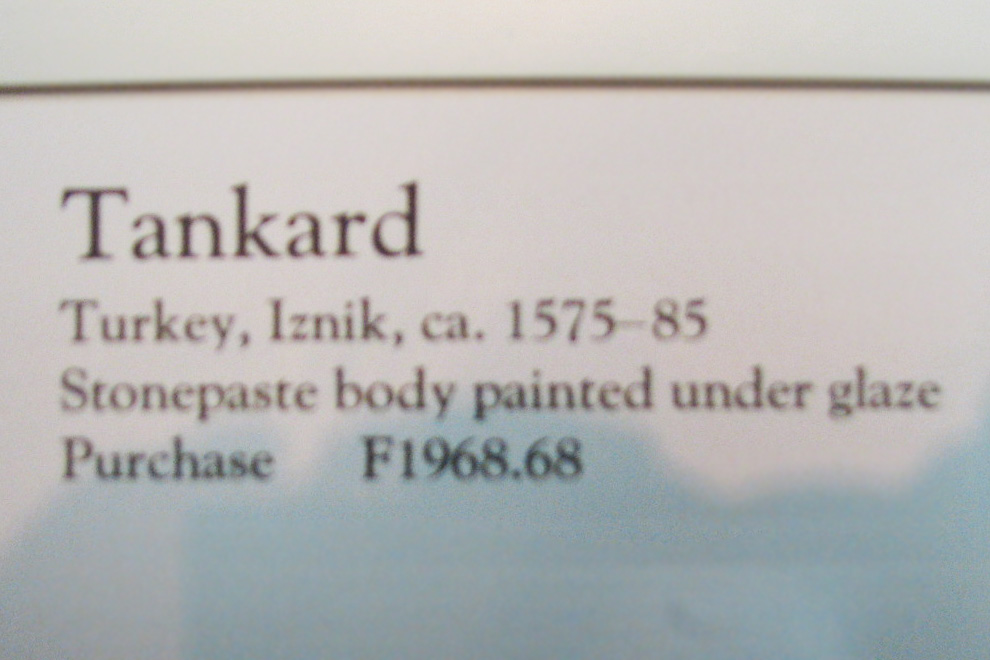 Tankard
Turkey, Iznik, ca. 1575–85
Stonepaste body painted under glaze
Purchase F1968.68